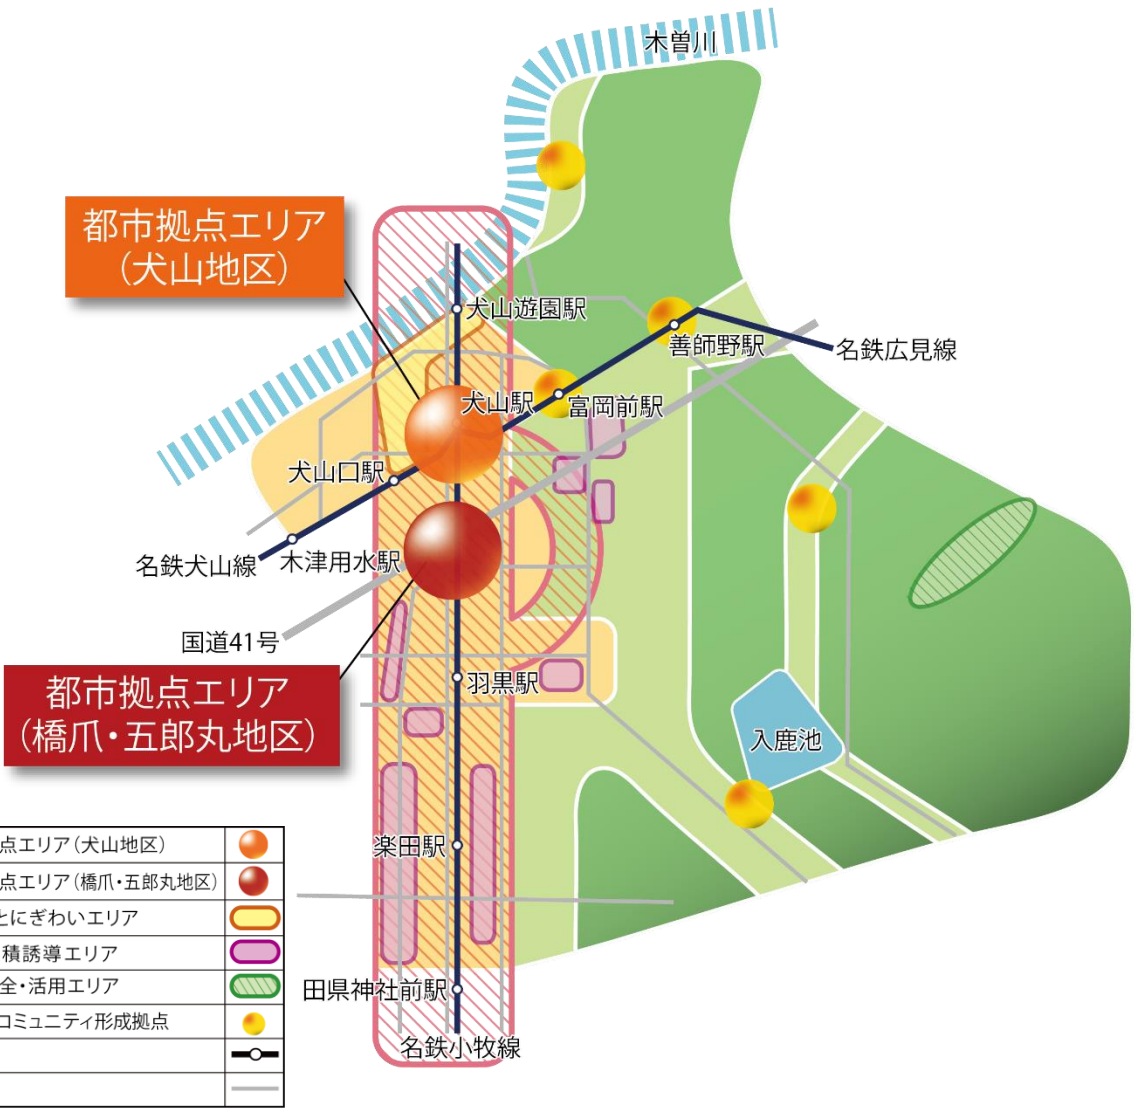 木曽川
都市拠点エリア
(犬山地区)
犬山遊園駅
善師野駅
名鉄広見線
犬山駅
富岡前駅
犬山口駅
名鉄犬山線
木津用水駅
国道41号
都市拠点エリア
(橋爪・五郎丸地区)
羽黒駅
入鹿池
楽田駅
田県神社前駅
名鉄小牧線
点エリア(犬山地区)
点エリア(橋爪・五郎丸地区)
とにぎわいエリア
積誘導エリア
全・活用エリア
コミュニティ形成拠点